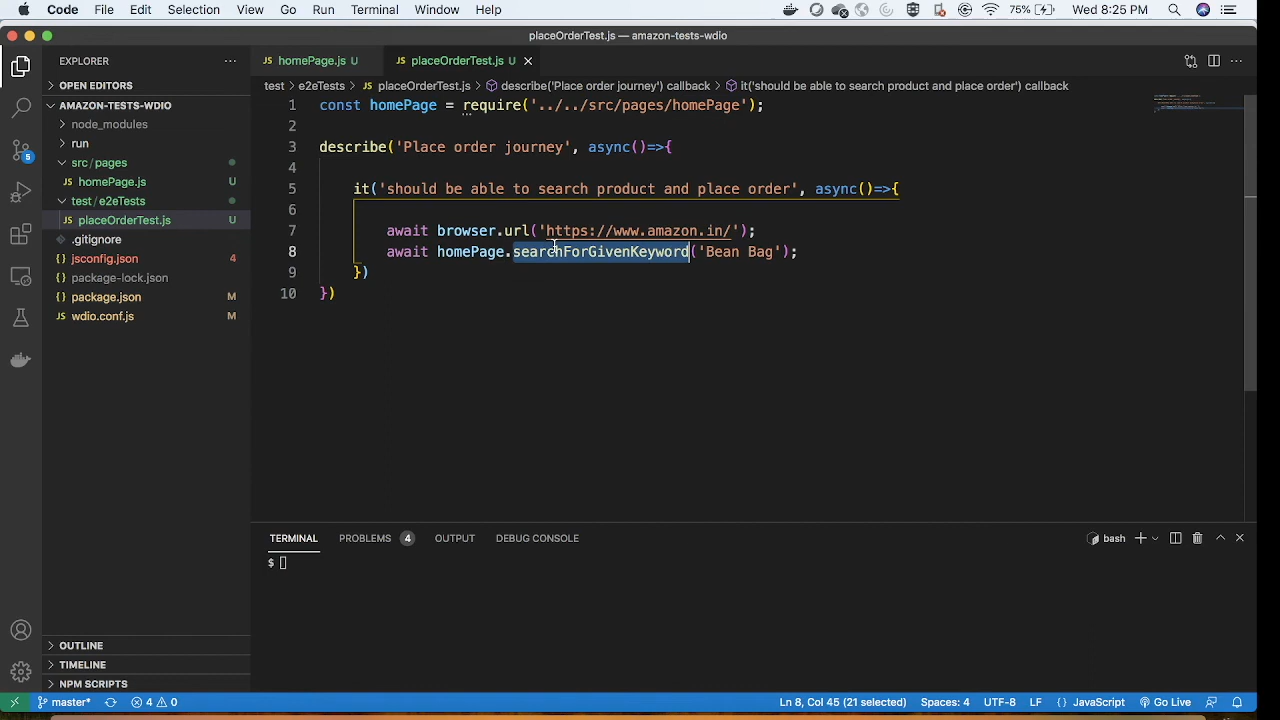 Code File Edit Selection View Go Run Terminal Window Help 75% Wed 8:25 PM
placeOrderTest.js — amazon-tests-wdio
EXPLORER
JS homePage.js U
JS placeOrderTest.js U
OPEN EDITORS
test > e2eTests > JS placeOrderTest.js > describe('Place order journey') callback > it('should be able to search product and place order') callback
AMAZON-TESTS-WDIO
node_modules
run
src/pages
JS homePage.js U
test/e2eTests
JS placeOrderTest.js U
.gitignore
jsconfig.json 4
package-lock.json
package.json M
JS wdio.conf.js M
1 const homePage = require('../../src/pages/homePage');
2
3 describe('Place order journey', async()=>{
4
5 it('should be able to search product and place order', async()=>{
6
7 await browser.url('https://www.amazon.in/');
8 await homePage.searchForGivenKeyword('Bean Bag');
9 })
10 })
5
TERMINAL PROBLEMS 4 OUTPUT DEBUG CONSOLE bash
$
OUTLINE
TIMELINE
NPM SCRIPTS
master* 4 0 Ln 8, Col 45 (21 selected) Spaces: 4 UTF-8 LF {} JavaScript Go Live